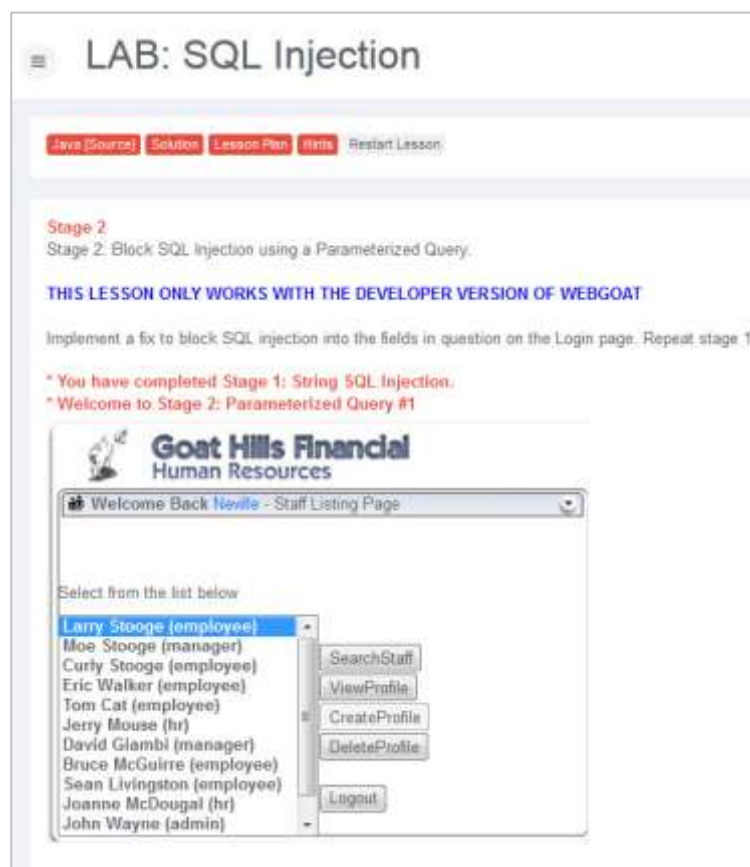 LAB: SQL Injection
Java [Source] Solution Lesson Plan Hints Restart Lesson
Stage 2
Stage 2: Block SQL Injection using a Parameterized Query.
THIS LESSON ONLY WORKS WITH THE DEVELOPER VERSION OF WEBGOAT
Implement a fix to block SQL injection into the fields in question on the Login page. Repeat stage 1
* You have completed Stage 1: String SQL Injection.
* Welcome to Stage 2: Parameterized Query #1
Goat Hills Financial
Human Resources
Welcome Back Neville - Staff Listing Page
Select from the list below
Larry Stooge (employee)
Moe Stooge (manager)
Curly Stooge (employee)
Eric Walker (employee)
Tom Cat (employee)
Jerry Mouse (hr)
David Giambi (manager)
Bruce McGuirre (employee)
Sean Livingston (employee)
Joanne McDougal (hr)
John Wayne (admin)
SearchStaff
ViewProfile
CreateProfile
DeleteProfile
Logout